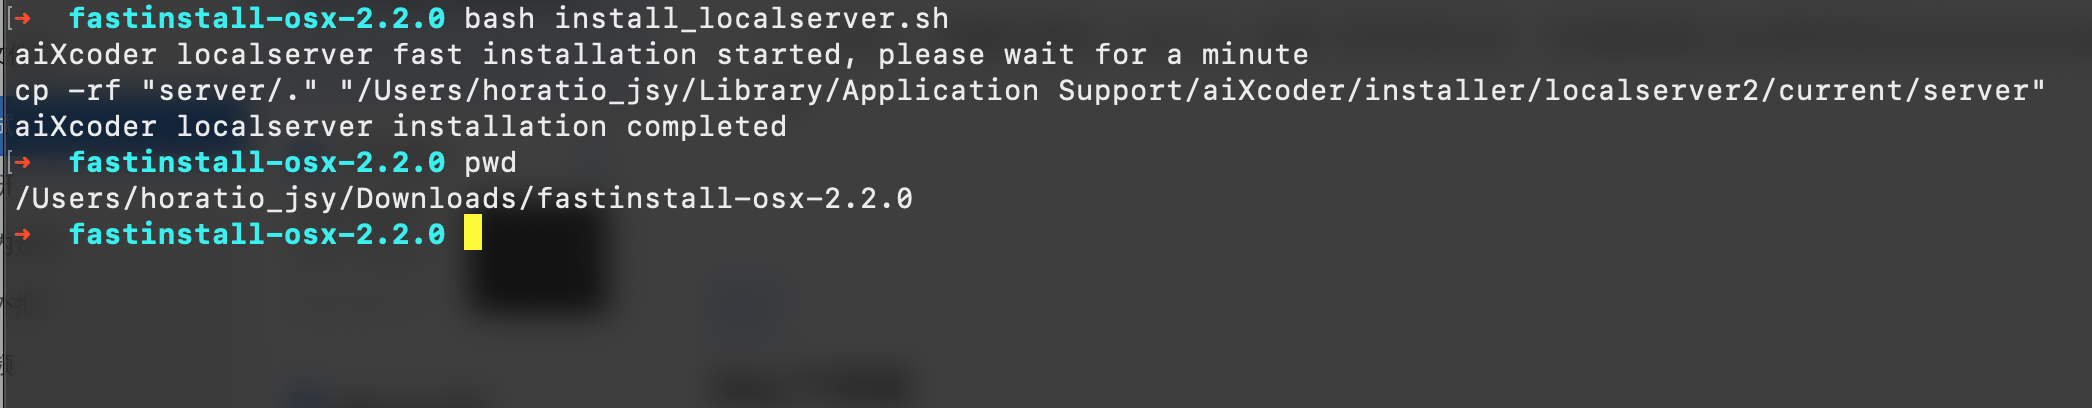 [➜  fastinstall-osx-2.2.0 bash install_localserver.sh
aiXcoder localserver fast installation started, please wait for a minute
cp -rf "server/." "/Users/horatio_jsy/Library/Application Support/aiXcoder/installer/localserver2/current/server"
aiXcoder localserver installation completed
[➜  fastinstall-osx-2.2.0 pwd
/Users/horatio_jsy/Downloads/fastinstall-osx-2.2.0
➜  fastinstall-osx-2.2.0